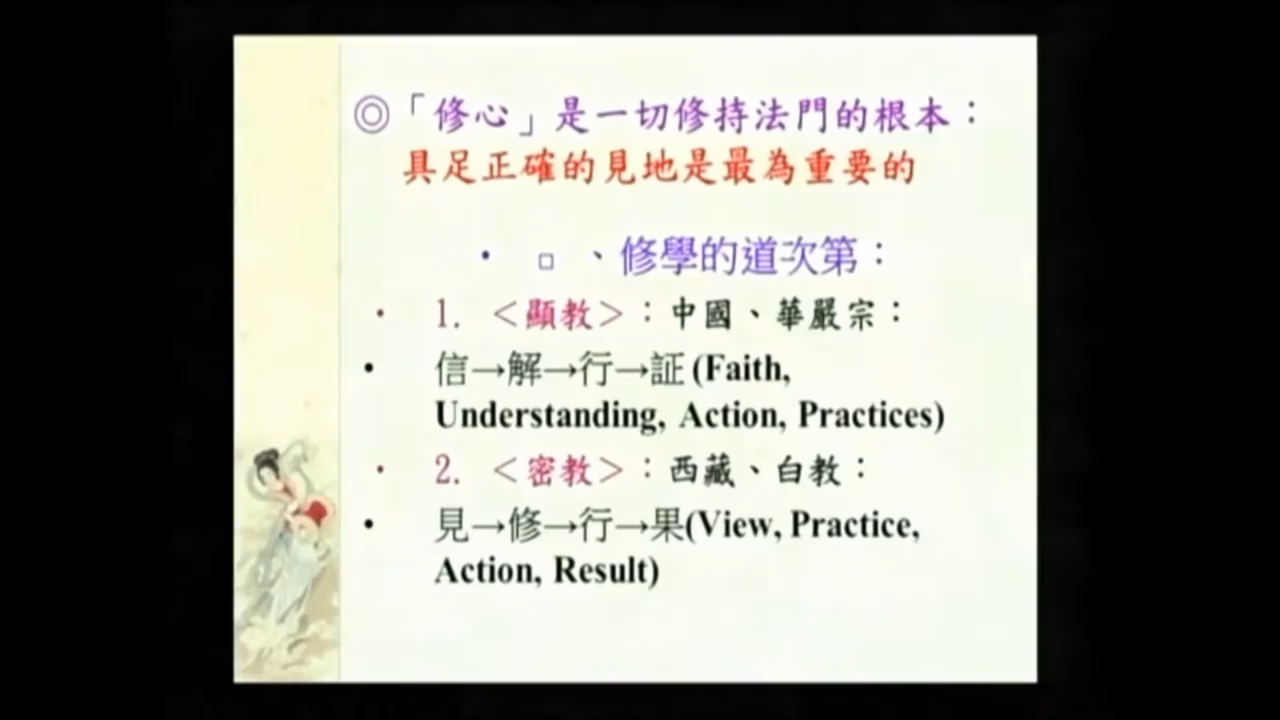 ◎「修心」是一切修持法門的根本：
具足正確的見地是最為重要的
• □ 、修學的道次第：
• 1. ＜顯教＞：中國、華嚴宗：
• 信→解→行→証(Faith,
Understanding, Action, Practices)
• 2. ＜密教＞：西藏、白教：
• 見→修→行→果(View, Practice,
Action, Result)